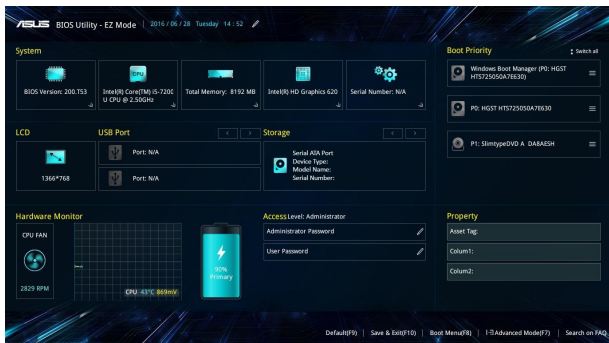 ASUS BIOS Utility - EZ Mode | 2016 / 06 / 28 Tuesday 14 : 52
System
BIOS Version: 200.T53
CPU
Intel(R) Core(TM) i5-7200
U CPU @ 2.50GHz
Total Memory: 8192 MB
Intel(R) HD Graphics 620
Serial Number: N/A
Boot Priority
Switch all
Windows Boot Manager (P0: HGST
HTS725050A7E630)
P0: HGST HTS725050A7E630
P1: SlimtypeDVD A DA8AESH
LCD
1366*768
USB Port
Port: N/A
Port: N/A
Storage
Serial ATA Port
Device Type:
Model Name:
Serial Number:
Hardware Monitor
CPU FAN
2829 RPM
CPU 43°C 869mV
90%
Primary
Access Level: Administrator
Administrator Password
User Password
Property
Asset Tag:
Colum1:
Colum2:
Default(F9) | Save & Exit(F10) | Boot Menu(F8) | Advanced Mode(F7) | Search on FAQ